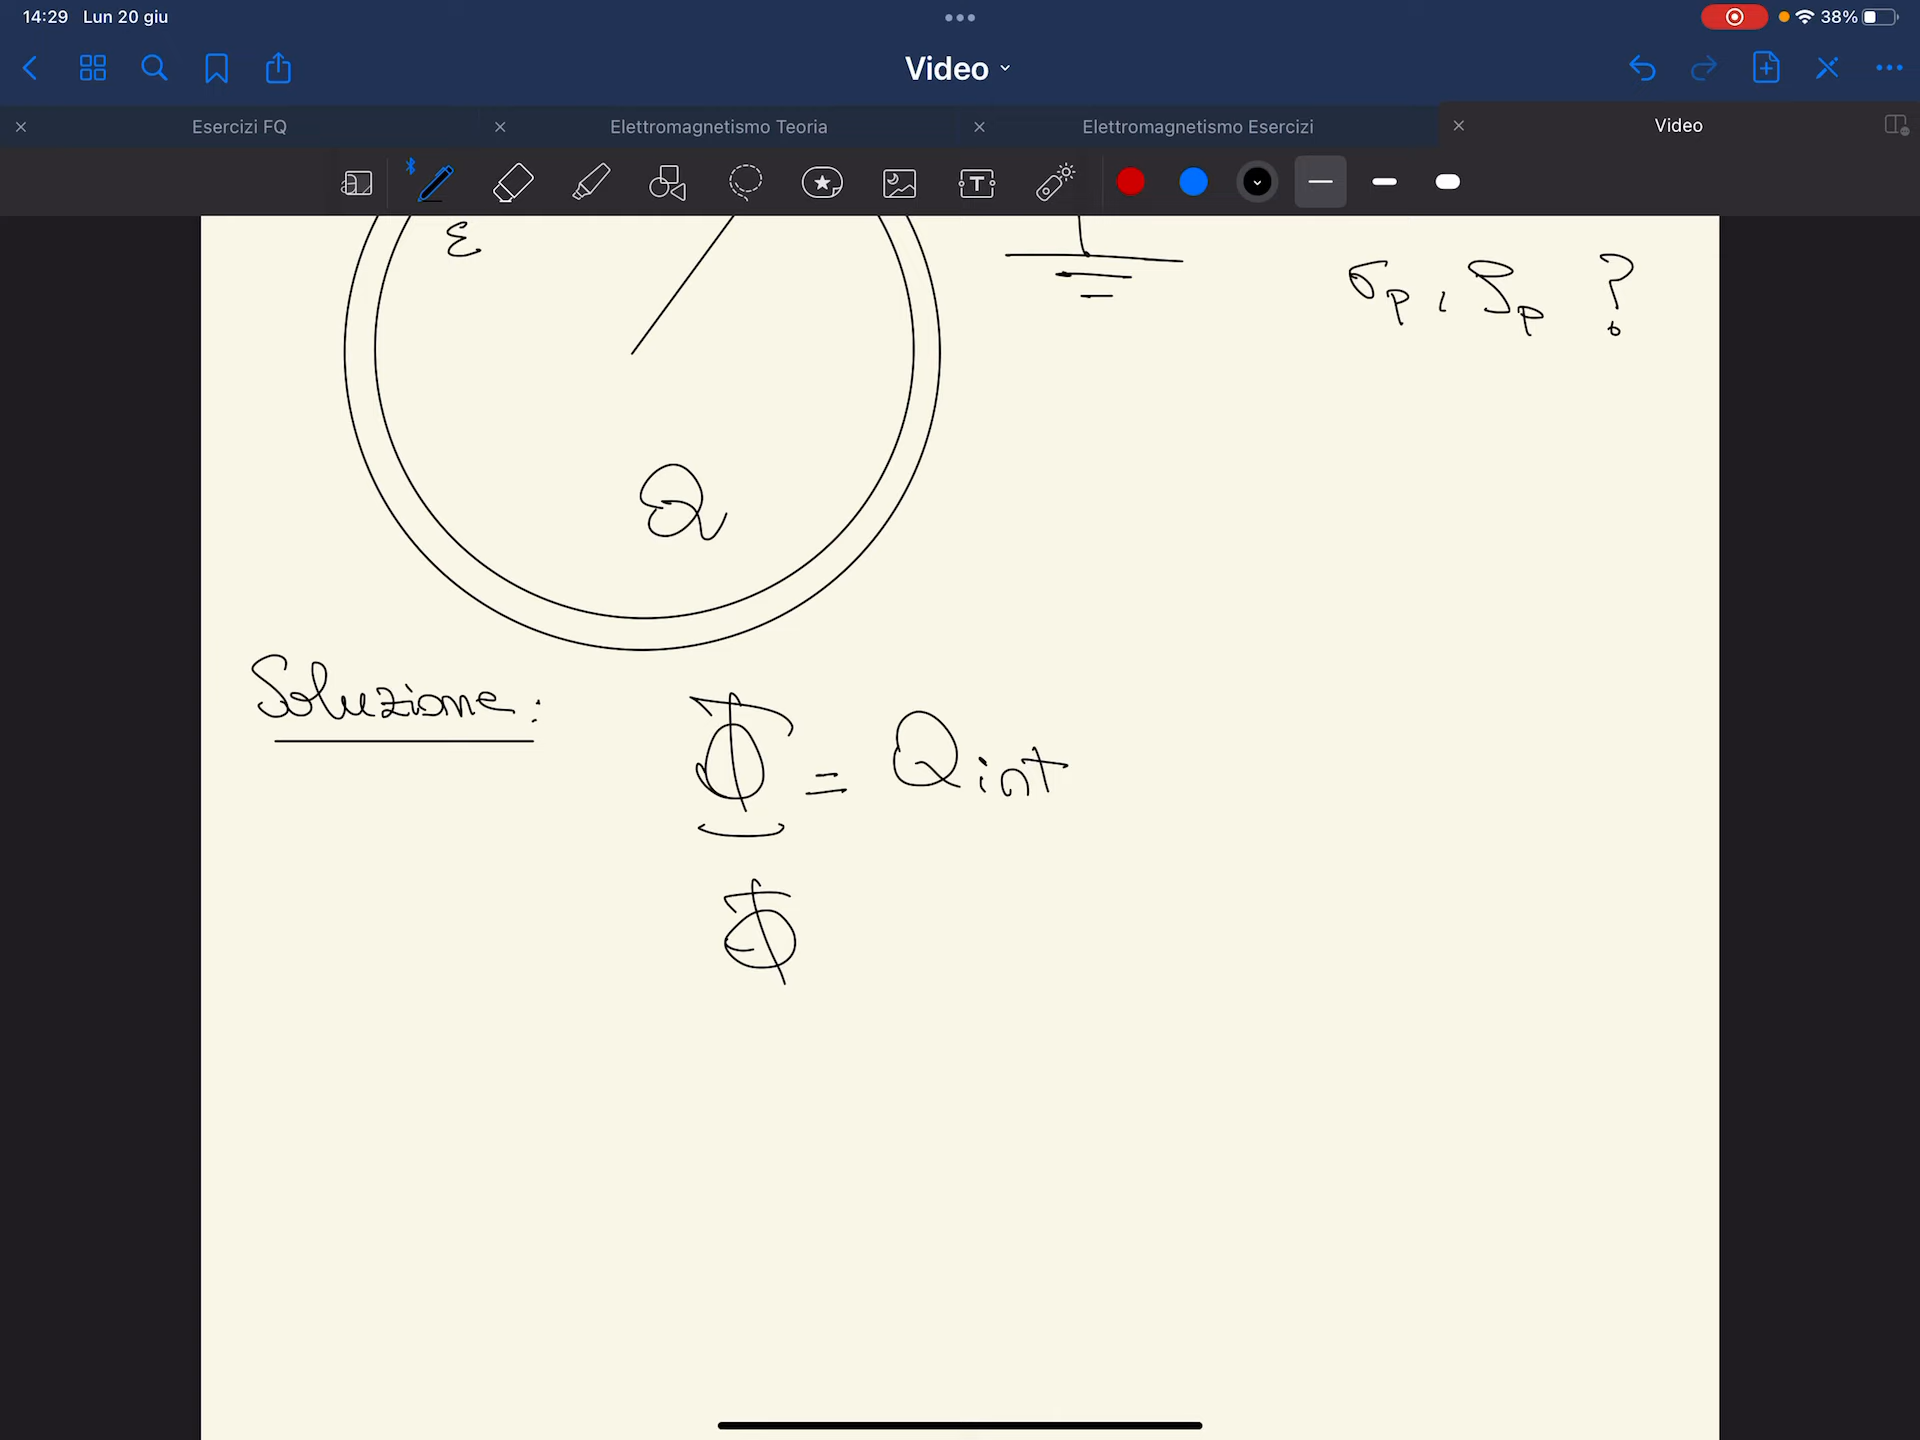 14:29 Lun 20 giu
38%
Video
Esercizi FQ
Elettromagnetismo Teoria
Elettromagnetismo Esercizi
Video
T
ε
σp , ρp ?
Q
Soluzione:
Φ = Qint
Φ